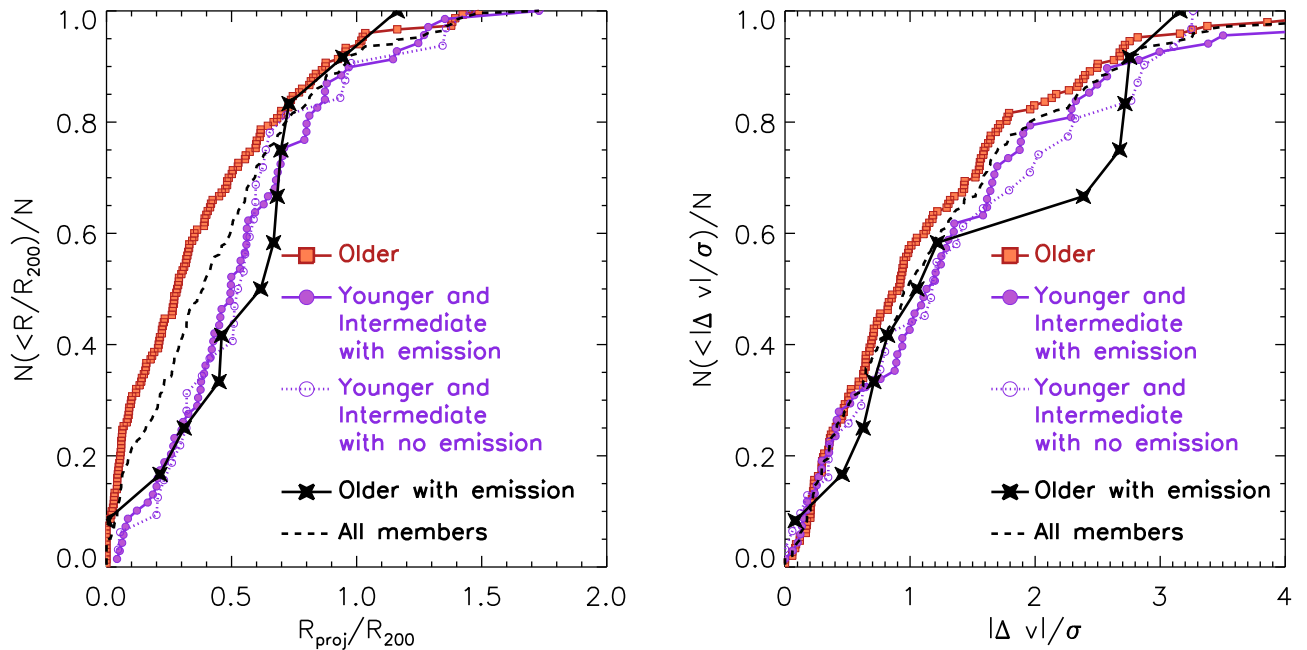 N(<R/R200)/N
1.0
0.8
0.6
0.4
0.2
0.0
0.0 0.5 1.0 1.5 2.0
Rproj/R200
Older
Younger and
Intermediate
with emission
Younger and
Intermediate
with no emission
Older with emission
All members
N(<|Δ v|/σ)/N
1.0
0.8
0.6
0.4
0.2
0.0
0 1 2 3 4
|Δ v|/σ
Older
Younger and
Intermediate
with emission
Younger and
Intermediate
with no emission
Older with emission
All members